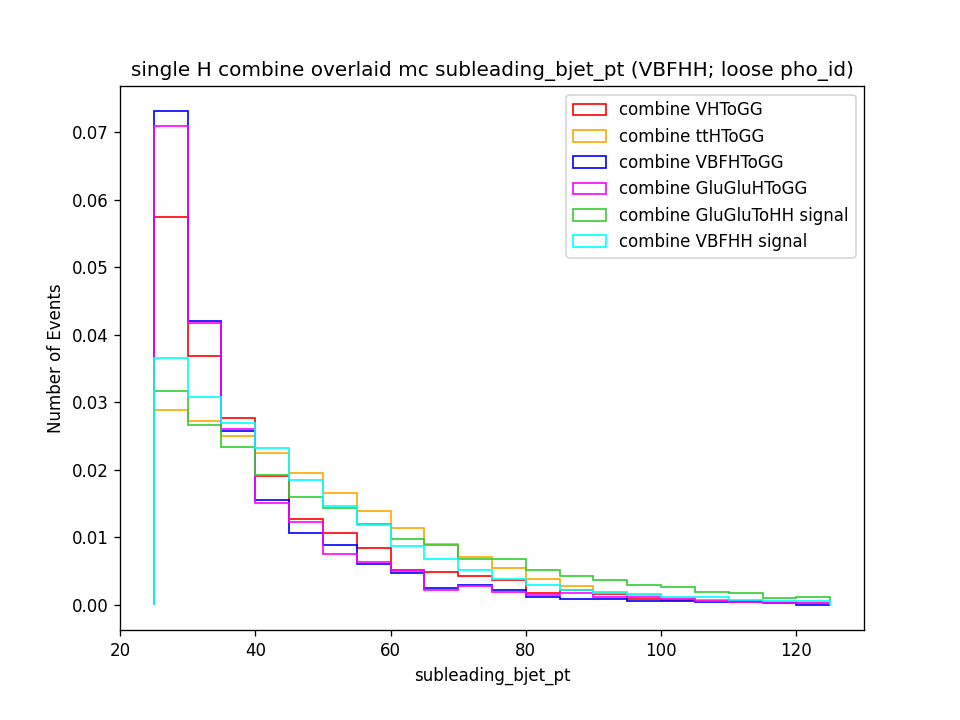 single H combine overlaid mc subleading_bjet_pt (VBFHH; loose pho_id)
combine VHToGG
combine ttHToGG
combine VBFHToGG
combine GluGluHToGG
combine GluGluToHH signal
combine VBFHH signal
Number of Events
0.07
0.06
0.05
0.04
0.03
0.02
0.01
0.00
20 40 60 80 100 120
subleading_bjet_pt